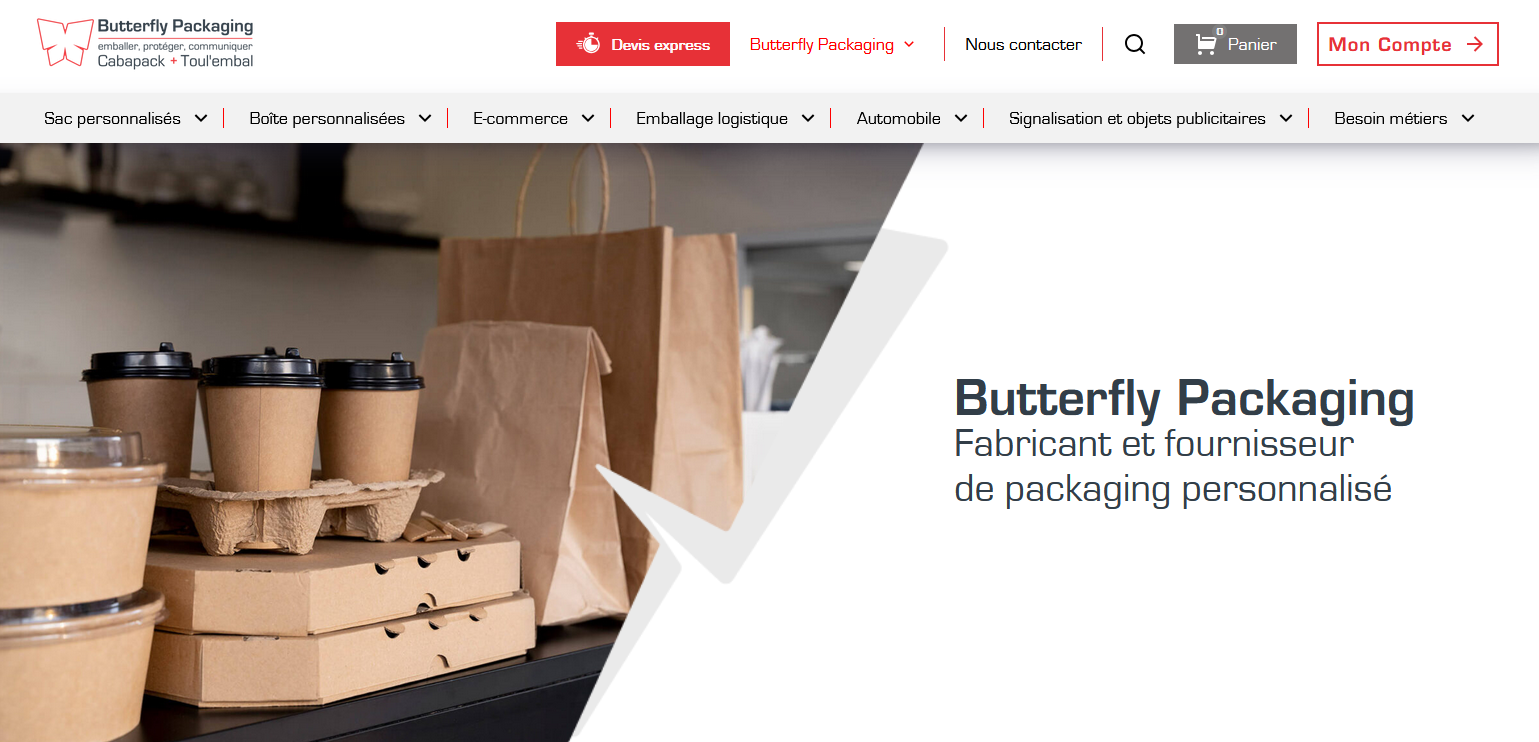 Butterfly Packaging
emballer, protéger, communiquer
Cabapack + Toul'embal
Devis express
Butterfly Packaging
Nous contacter
0
Panier
Mon Compte
Sac personnalisés
Boîte personnalisées
E-commerce
Emballage logistique
Automobile
Signalisation et objets publicitaires
Besoin métiers
Butterfly Packaging
Fabricant et fournisseur
de packaging personnalisé